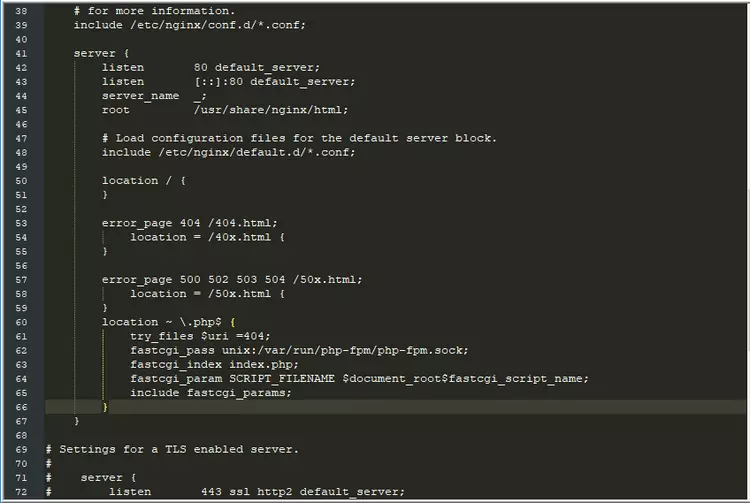 38 # for more information.
39 include /etc/nginx/conf.d/*.conf;
40
41 server {
42 listen 80 default_server;
43 listen [::]:80 default_server;
44 server_name _;
45 root /usr/share/nginx/html;
46
47 # Load configuration files for the default server block.
48 include /etc/nginx/default.d/*.conf;
49
50 location / {
51 }
52
53 error_page 404 /404.html;
54 location = /40x.html {
55 }
56
57 error_page 500 502 503 504 /50x.html;
58 location = /50x.html {
59 }
60 location ~ \.php$ {
61 try_files $uri =404;
62 fastcgi_pass unix:/var/run/php-fpm/php-fpm.sock;
63 fastcgi_index index.php;
64 fastcgi_param SCRIPT_FILENAME $document_root$fastcgi_script_name;
65 include fastcgi_params;
66 }
67 }
68
69 # Settings for a TLS enabled server.
70 #
71 # server {
72 # listen 443 ssl http2 default_server;